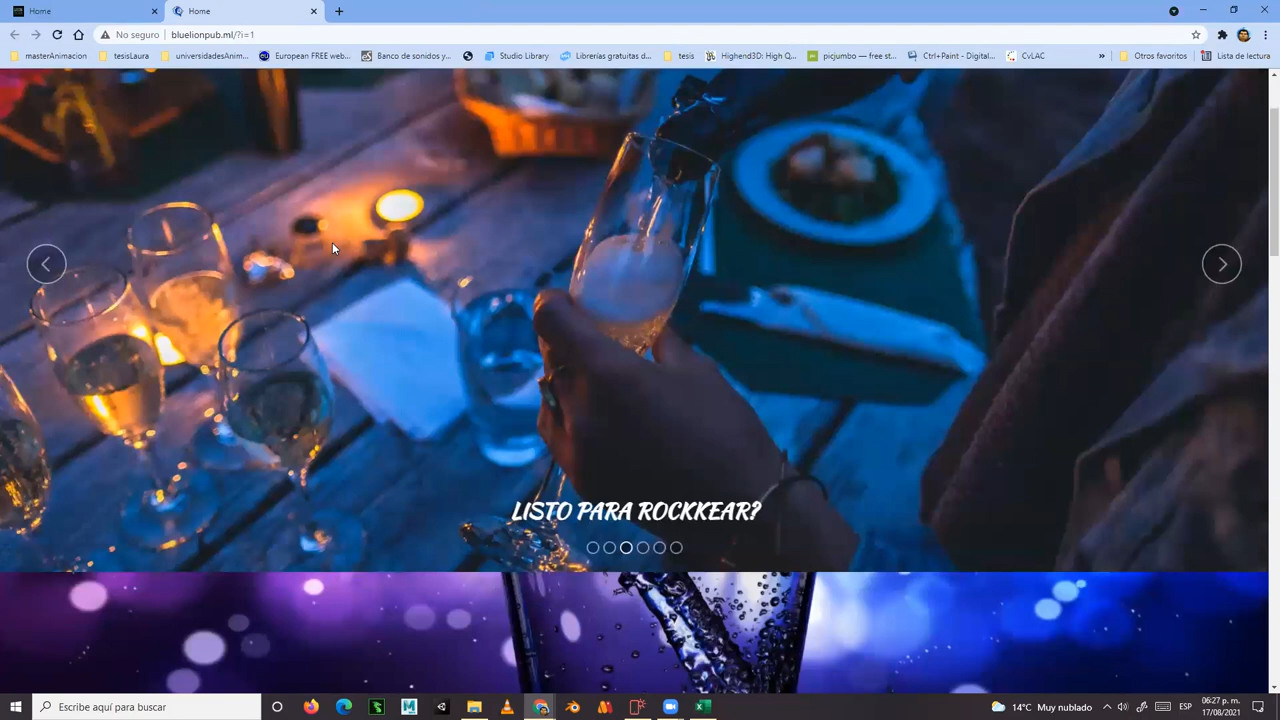 Home
Home
No seguro
bluelionpub.ml/?i=1
masterAnimacion
tesisLaura
universidadesAnim...
European FREE web...
Banco de sonidos y...
Studio Library
Librerías gratuitas d...
tesis
Highend3D: High Q...
picjumbo — free st...
Ctrl+Paint - Digital...
CvLAC
»
Otros favoritos
Lista de lectura
LISTO PARA ROCKKEAR?
Escribe aquí para buscar
14°C Muy nublado
ESP
06:27 p. m.
17/08/2021